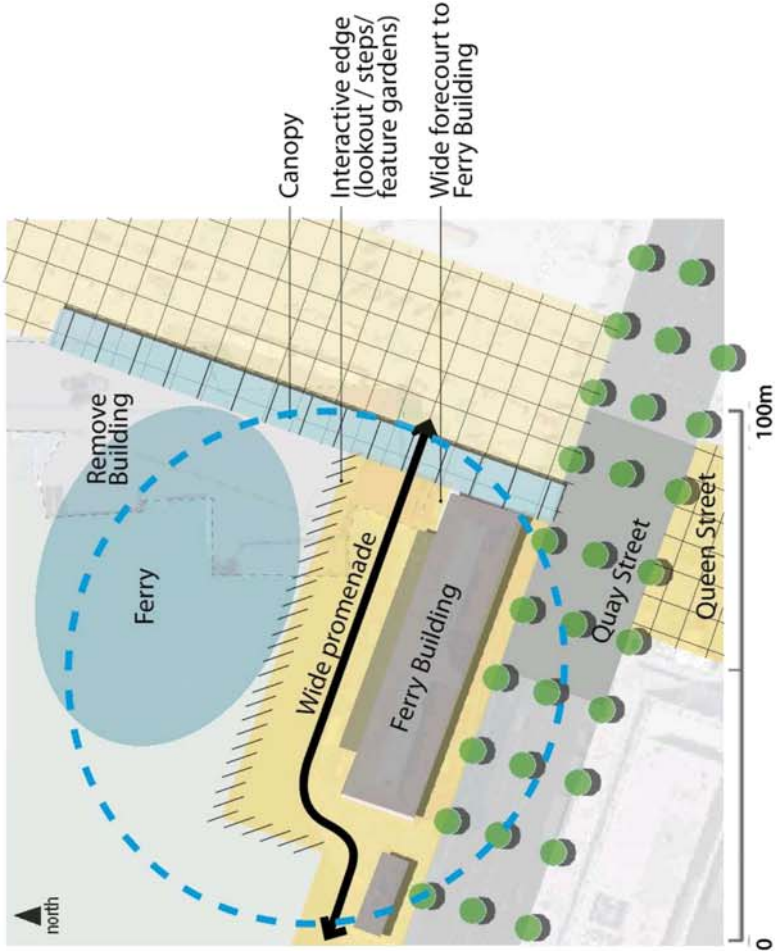 north
Remove
Building
Ferry
Canopy
Interactive edge
(lookout / steps/
feature gardens)
Wide forecourt to
Ferry Building
Wide promenade
Ferry Building
Quay Street
Queen Street
0
100m